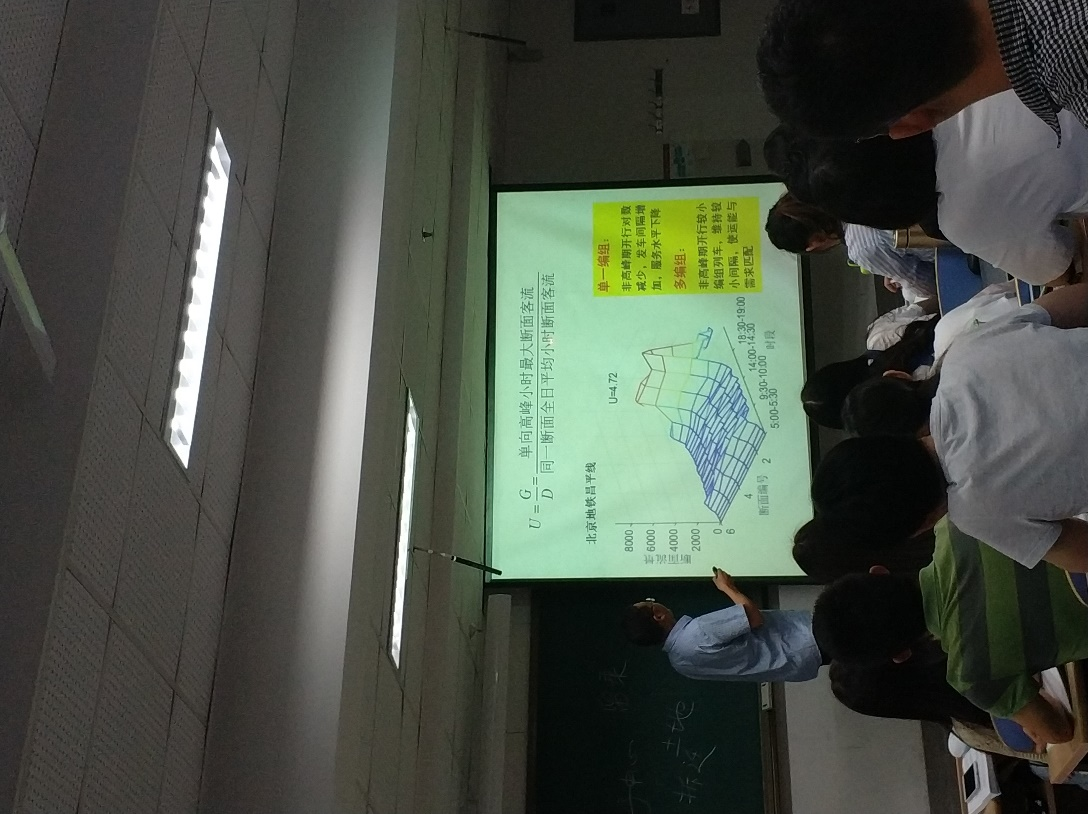 U = G/D = 单向高峰小时最大断面客流/同一断面全日平均小时断面客流
北京地铁昌平线
U=4.72
8000
6000
4000
2000
0
6
4
2
断面编号
5:00-5:30
9:30-10:00
14:00-14:30
18:30-19:00
时段
单一编组:
非高峰期开行对数
减少，发车间隔增
加，服务水平下降
多编组:
非高峰期开行较小
编组列车，维持较
小间隔，使运能与
需求匹配